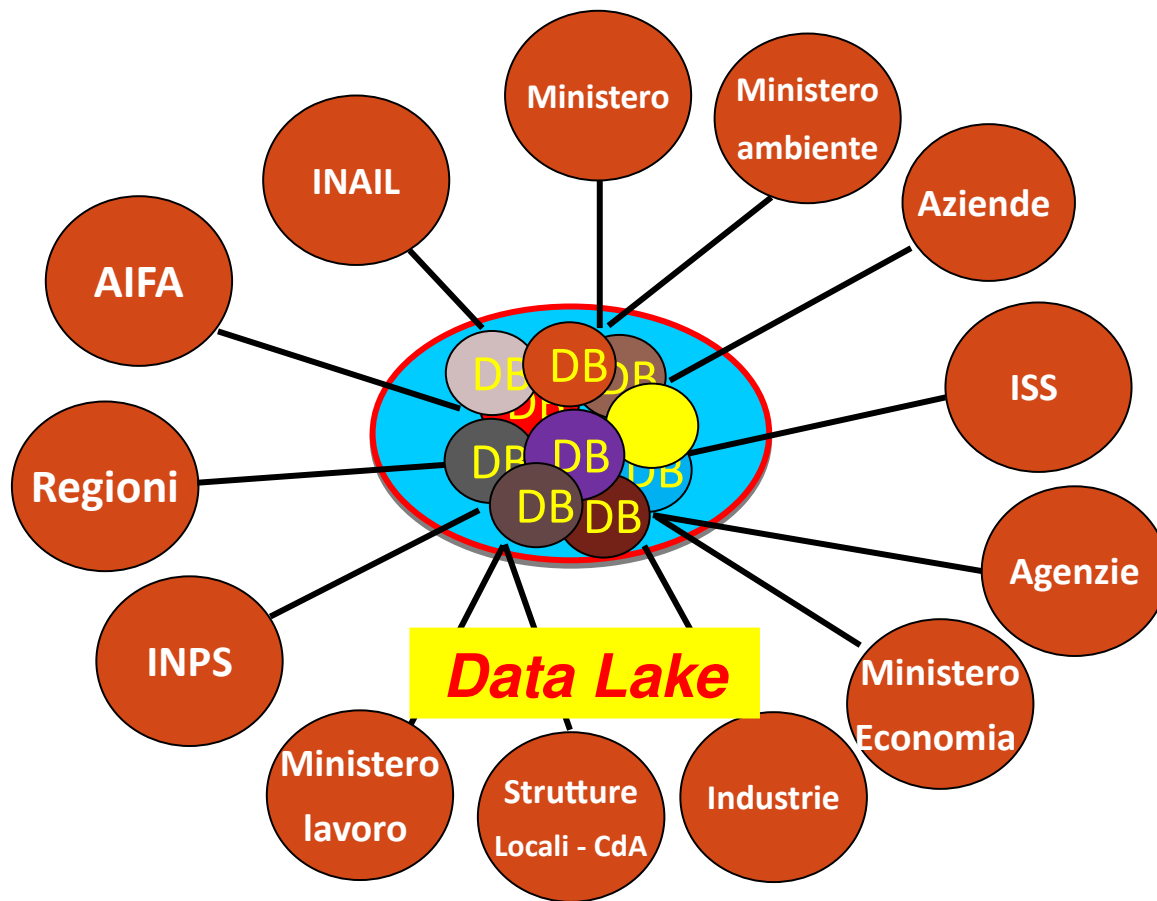 Ministero
Ministero
ambiente
INAIL
Aziende
AIFA
DB
DB
DB
DB
ISS
Regioni
DB
DB
DB
DB
DB
Agenzie
INPS
Data Lake
Ministero
Economia
Ministero
lavoro
Strutture
Locali - CdA
Industrie